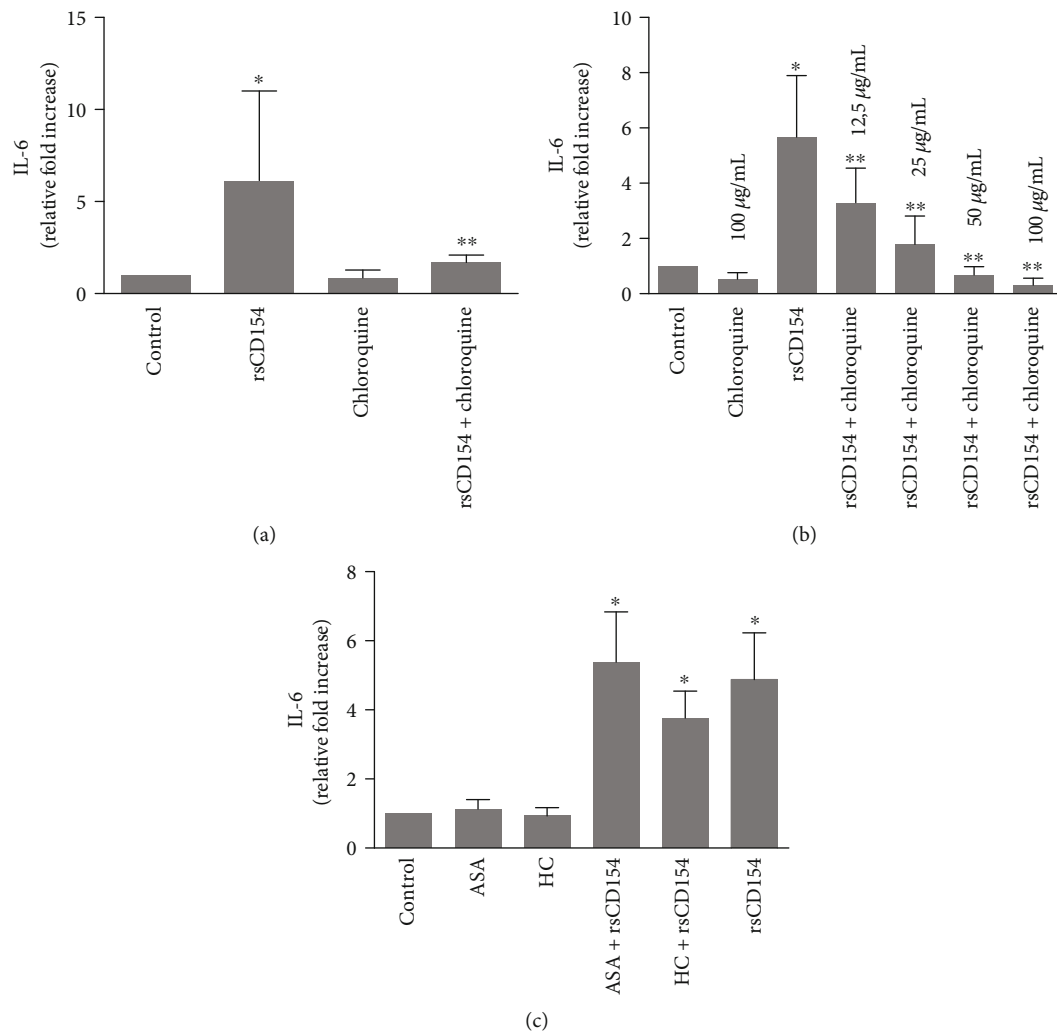 15
10
5
0
IL-6
(relative fold increase)
*
**
Control
rsCD154
Chloroquine
rsCD154 + chloroquine
(a)
10
8
6
4
2
0
IL-6
(relative fold increase)
100 µg/mL
*
12,5 µg/mL
**
25 µg/mL
**
50 µg/mL
**
100 µg/mL
**
Control
Chloroquine
rsCD154
rsCD154 + chloroquine
rsCD154 + chloroquine
rsCD154 + chloroquine
rsCD154 + chloroquine
(b)
8
6
4
2
0
IL-6
(relative fold increase)
*
*
*
Control
ASA
HC
ASA + rsCD154
HC + rsCD154
rsCD154
(c)